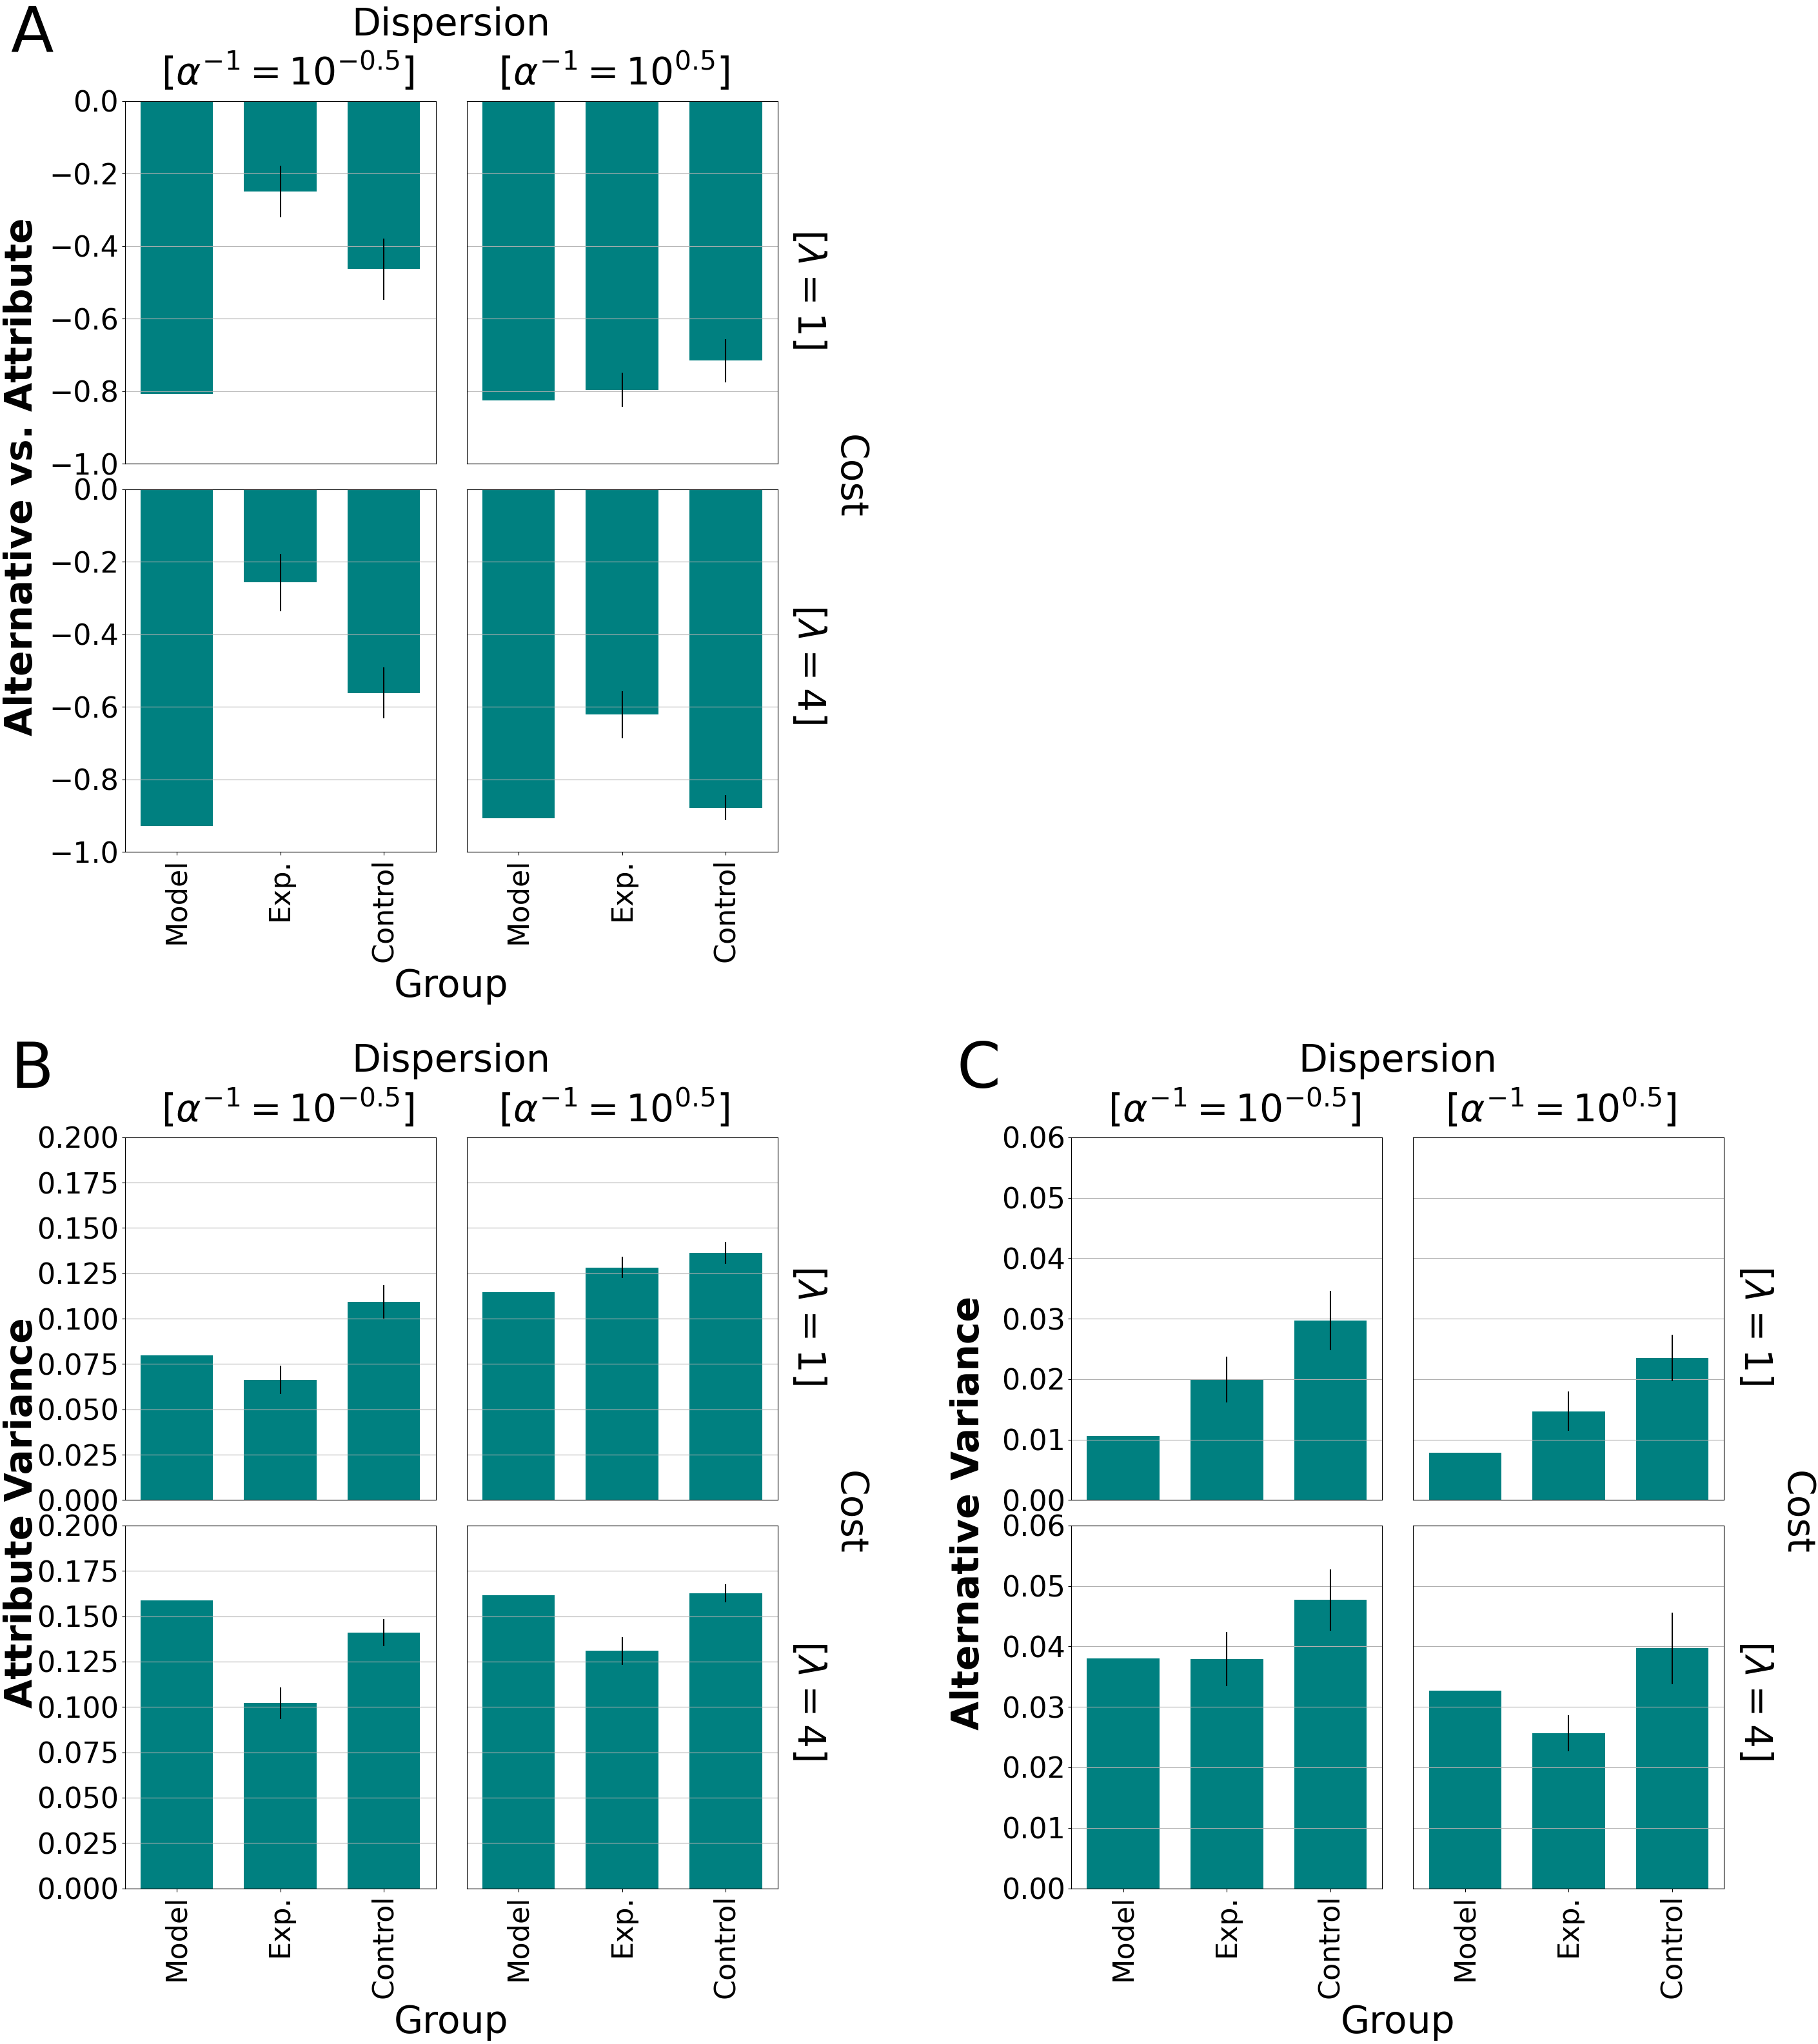 A
Dispersion
[α⁻¹ = 10⁻⁰·⁵]
[α⁻¹ = 10⁰·⁵]
Alternative vs. Attribute
0.0
−0.2
−0.4
−0.6
−0.8
−1.0
[λ = 1]
Cost
0.0
−0.2
−0.4
−0.6
−0.8
−1.0
[λ = 4]
Model
Exp.
Control
Model
Exp.
Control
Group
B
Dispersion
[α⁻¹ = 10⁻⁰·⁵]
[α⁻¹ = 10⁰·⁵]
Attribute Variance
0.200
0.175
0.150
0.125
0.100
0.075
0.050
0.025
0.000
[λ = 1]
Cost
0.200
0.175
0.150
0.125
0.100
0.075
0.050
0.025
0.000
[λ = 4]
Model
Exp.
Control
Model
Exp.
Control
Group
C
Dispersion
[α⁻¹ = 10⁻⁰·⁵]
[α⁻¹ = 10⁰·⁵]
Alternative Variance
0.06
0.05
0.04
0.03
0.02
0.01
0.00
[λ = 1]
Cost
0.06
0.05
0.04
0.03
0.02
0.01
0.00
[λ = 4]
Model
Exp.
Control
Model
Exp.
Control
Group